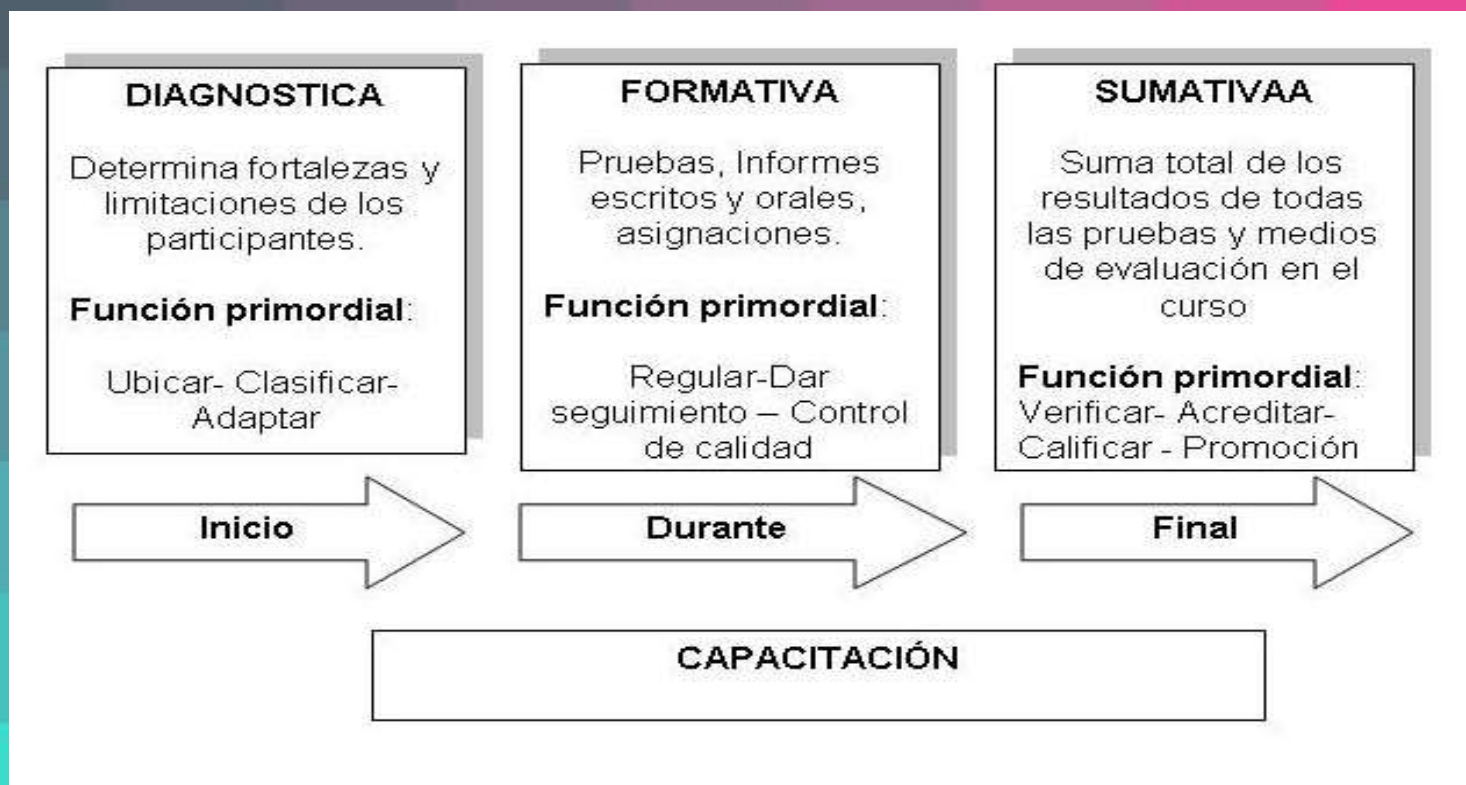 DIAGNOSTICA
Determina fortalezas y
limitaciones de los
participantes.
Función primordial:
Ubicar- Clasificar-
Adaptar
FORMATIVA
Pruebas, Informes
escritos y orales,
asignaciones.
Función primordial:
Regular-Dar
seguimiento – Control
de calidad
SUMATIVAA
Suma total de los
resultados de todas
las pruebas y medios
de evaluación en el
curso
Función primordial:
Verificar- Acreditar-
Calificar - Promoción
Inicio
Durante
Final
CAPACITACIÓN